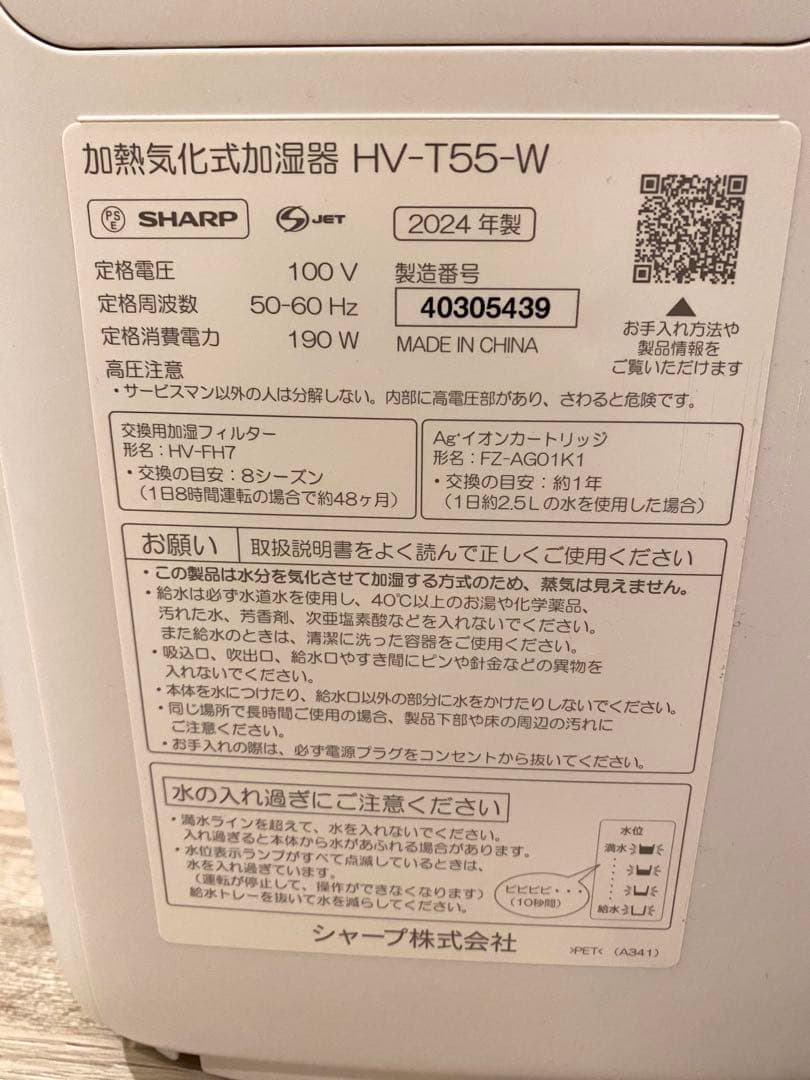 加熱気化式加湿器 HV-T55-W
PSE SHARP S JET 2024 年製
定格電圧 100 V
定格周波数 50-60 Hz
定格消費電力 190 W
製造番号
40305439
MADE IN CHINA
お手入れ方法や
製品情報を
ご覧いただけます
高圧注意
・サービスマン以外の人は分解しない。内部に高電圧部があり、さわると危険です。
交換用加湿フィルター
形名：HV-FH7
・交換の目安：8シーズン
（1日8時間運転の場合で約48ヶ月）
Ag⁺イオンカートリッジ
形名：FZ-AG01K1
・交換の目安：約1年
（1日約2.5Lの水を使用した場合）
お願い 取扱説明書をよく読んで正しくご使用ください
・この製品は水分を気化させて加湿する方式のため、蒸気は見えません。
・給水は必ず水道水を使用し、40℃以上のお湯や化学薬品、
汚れた水、芳香剤、次亜塩素酸などを入れないでください。
また給水のときは、清潔に洗った容器をご使用ください。
・吸込口、吹出口、給水口やすき間にピンや針金などの異物を
入れないでください。
・本体を水につけたり、給水口以外の部分に水をかけたりしないでください。
・同じ場所で長時間ご使用の場合、製品下部や床の周辺の汚れに
ご注意ください。
・お手入れの際は、必ず電源プラグをコンセントから抜いてください。
水の入れ過ぎにご注意ください
・満水ラインを超えて、水を入れないでください。
入れ過ぎると本体から水があふれる場合があります。
・水位表示ランプがすべて点滅しているときは、
水を入れ過ぎています。
（運転が停止して、操作ができなくなります）
給水トレーを抜いて水を減らしてください。
ピピピピ・・・
（10秒間）
水位
満水
給水
シャープ株式会社
>PET< （A341）